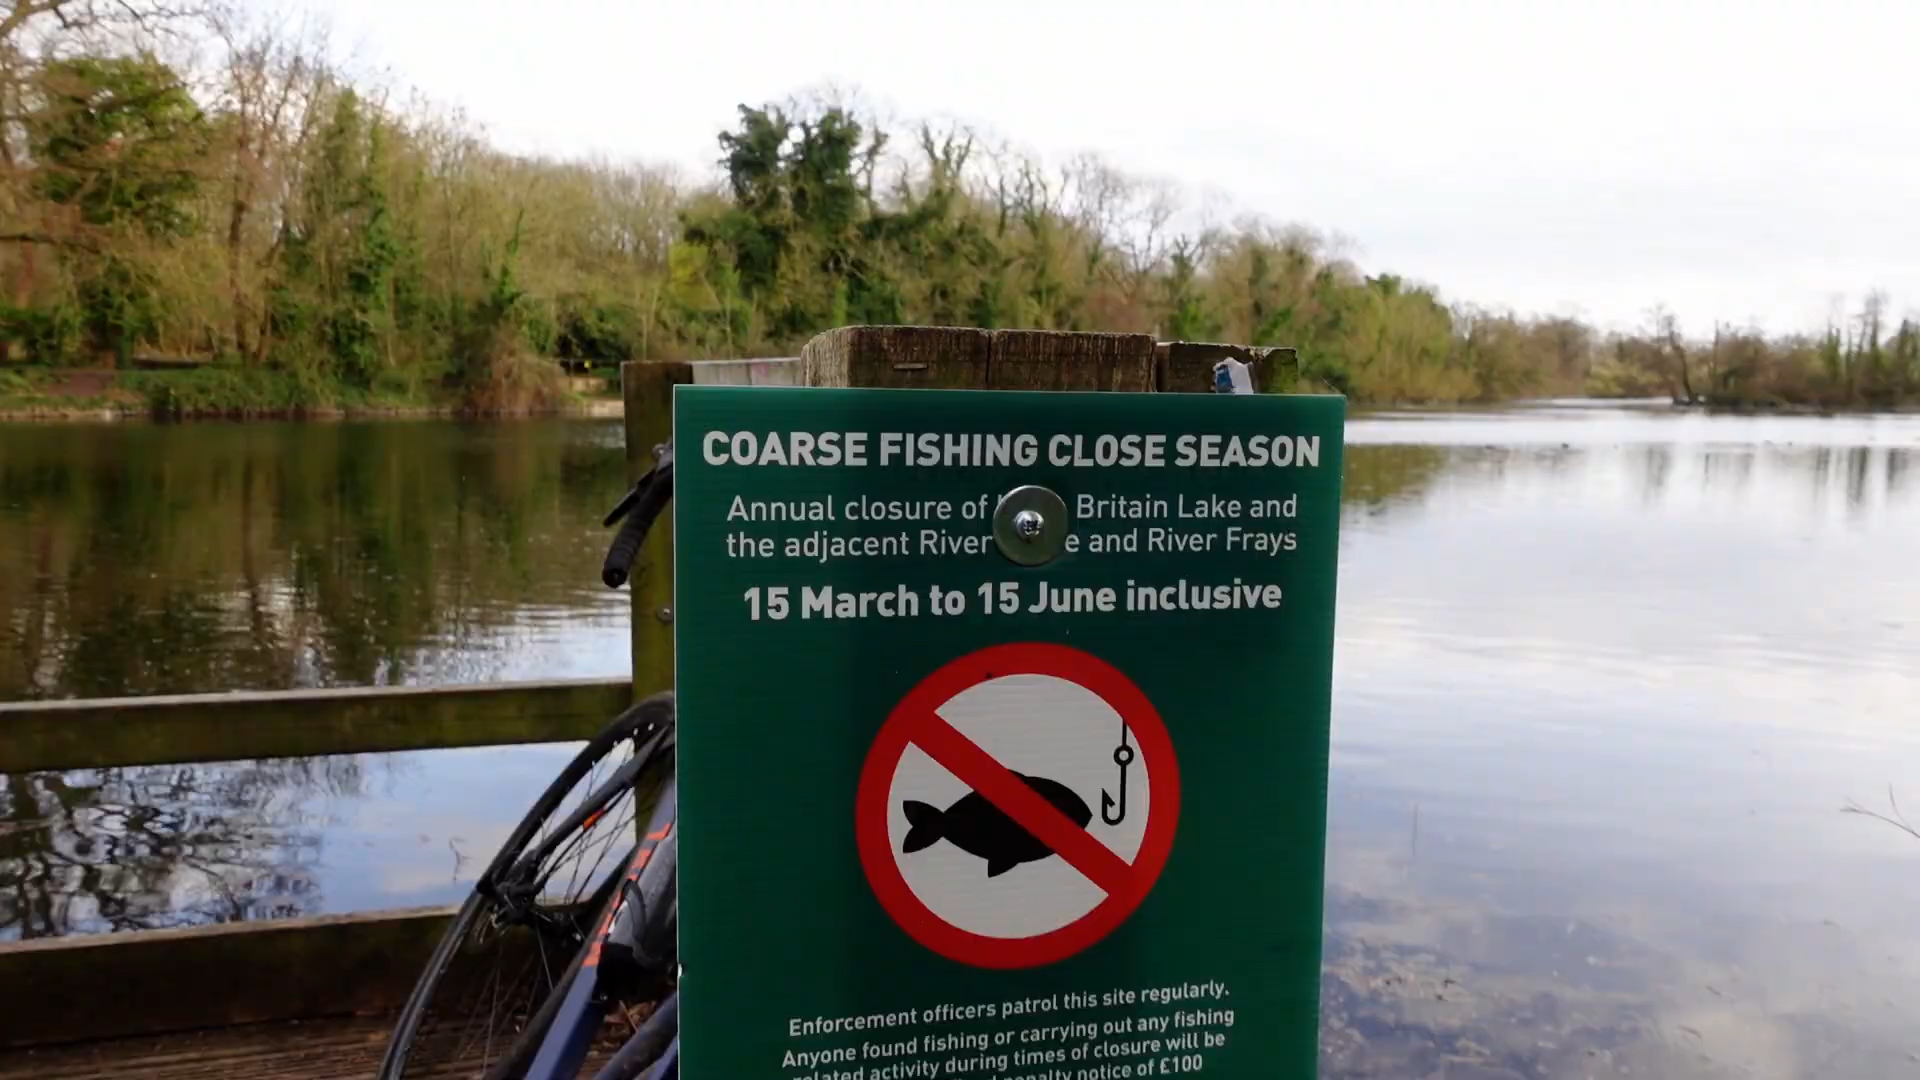 COARSE FISHING CLOSE SEASON
Annual closure of Britain Lake and
the adjacent River and River Frays
15 March to 15 June inclusive
Enforcement officers patrol this site regularly.
Anyone found fishing or carrying out any fishing
related activity during times of closure will be
penalty notice of £100